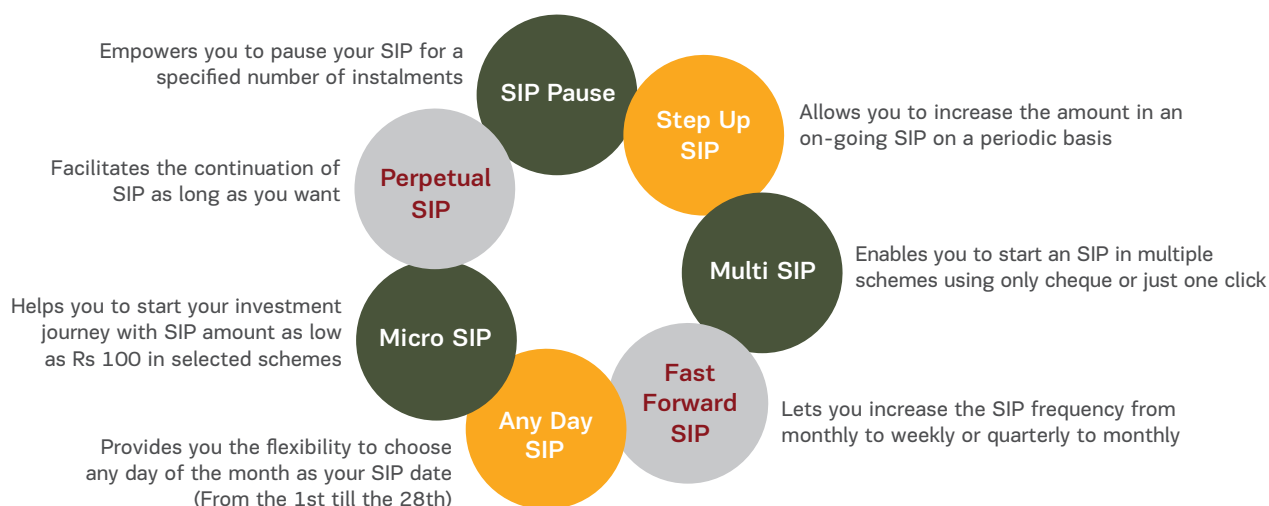 Empowers you to pause your SIP for a
specified number of instalments
SIP Pause
Step Up
SIP
Allows you to increase the amount in an
on-going SIP on a periodic basis
Facilitates the continuation of
SIP as long as you want
Perpetual
SIP
Multi SIP
Enables you to start an SIP in multiple
schemes using only cheque or just one click
Helps you to start your investment
journey with SIP amount as low
as Rs 100 in selected schemes
Micro SIP
Fast
Forward
SIP
Lets you increase the SIP frequency from
monthly to weekly or quarterly to monthly
Any Day
SIP
Provides you the flexibility to choose
any day of the month as your SIP date
(From the 1st till the 28th)